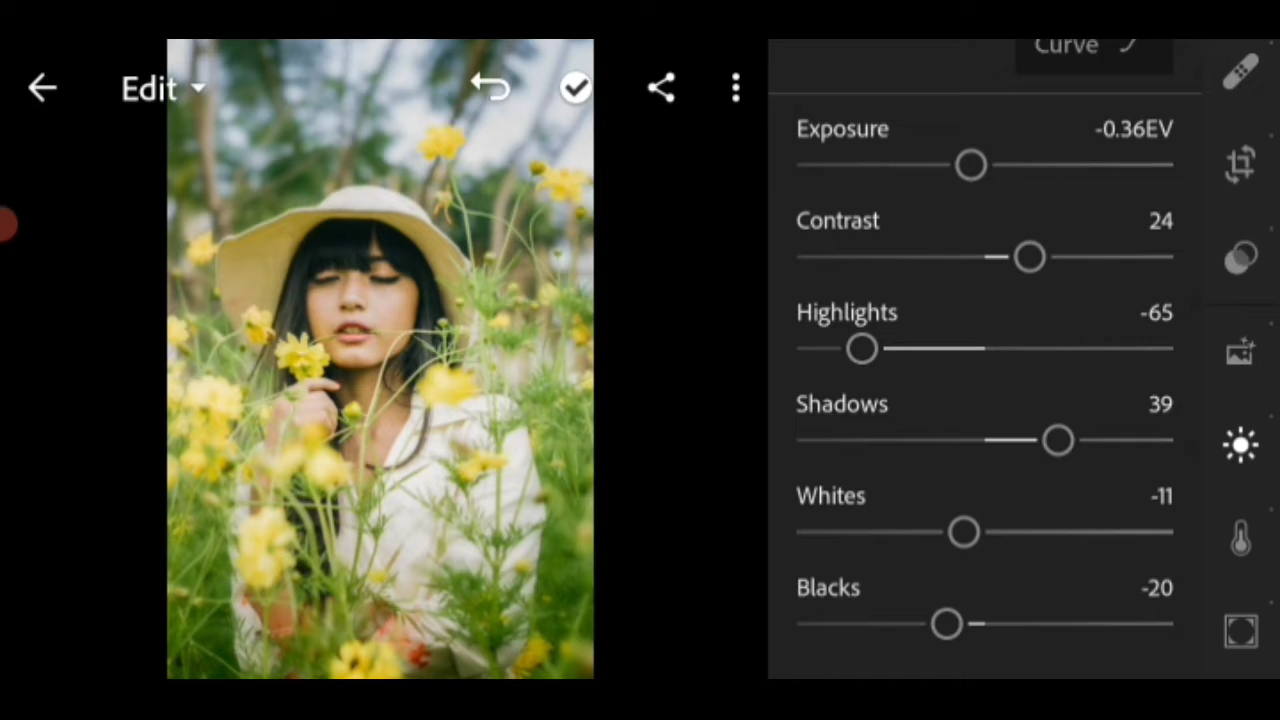 Edit
Curve
Exposure -0.36EV
Contrast 24
Highlights -65
Shadows 39
Whites -11
Blacks -20